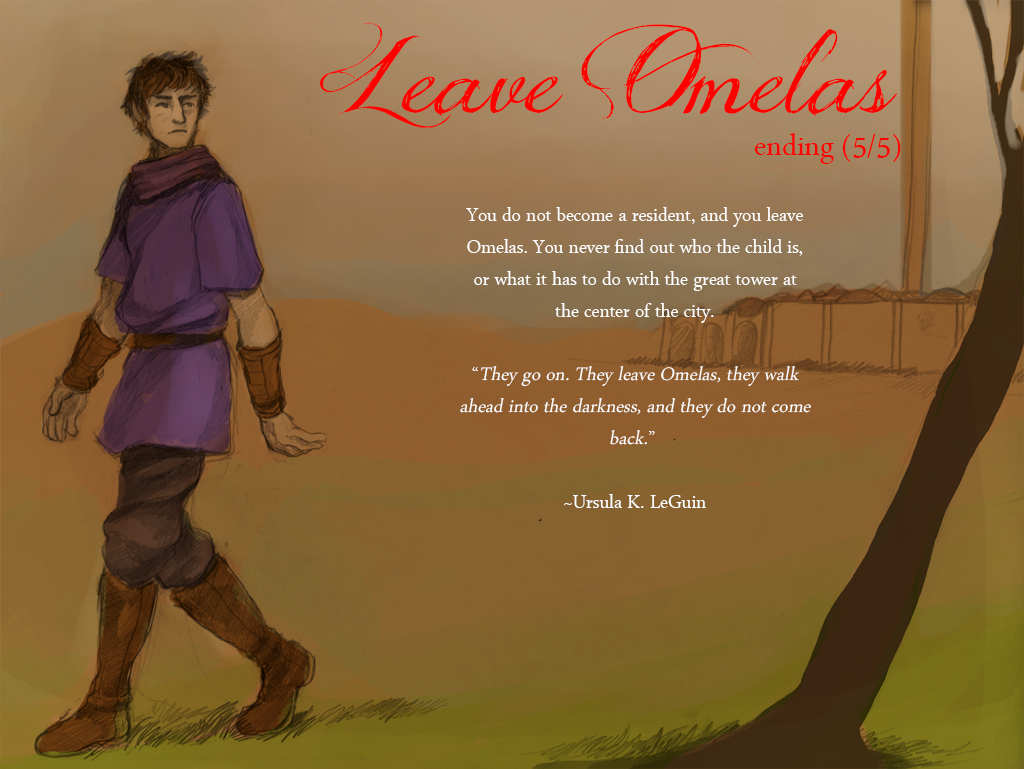 Leave Omelas
ending (5/5)
You do not become a resident, and you leave
Omelas. You never find out who the child is,
or what it has to do with the great tower at
the center of the city.
“They go on. They leave Omelas, they walk
ahead into the darkness, and they do not come
back.”
~Ursula K. LeGuin